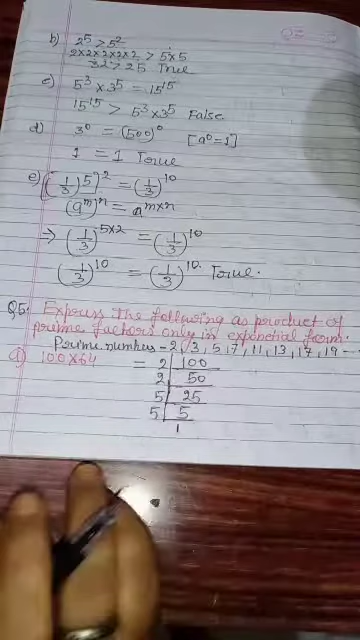 b) 2⁵ > 5²
2×2×2×2×2 > 5×5
32 > 25 True
c) 5³ × 3⁵ = 15¹⁵
15¹⁵ > 5³×3⁵ False
d) 3⁰ = (500)⁰ [a⁰=1]
1 = 1 True
e) [(1/3)5]² = (1/3)¹⁰
(aᵐ)ⁿ = aᵐˣⁿ
⇒ (1/3)⁵ˣ² = (1/3)¹⁰
(1/3)¹⁰ = (1/3)¹⁰. True.
Q5. Express The following as product of
prime factors only in exponential form.
Prime numbers - 2, 3, 5, 7, 11, 13, 17, 19 --
100×64 = 2 | 100
2 | 50
5 | 25
5 | 5
1